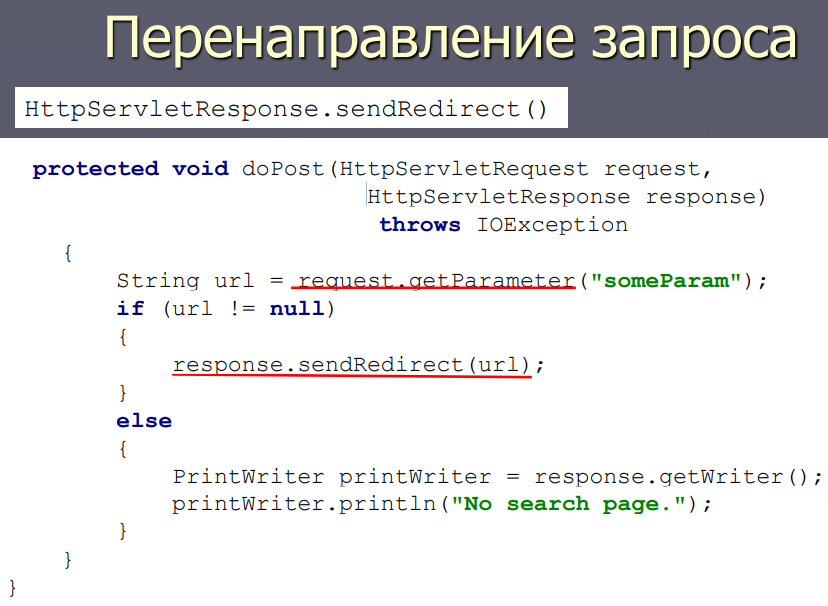 Перенаправление запроса
HttpServletResponse.sendRedirect()
protected void doPost(HttpServletRequest request,
HttpServletResponse response)
throws IOException
{
String url = request.getParameter("someParam");
if (url != null)
{
response.sendRedirect(url);
}
else
{
PrintWriter printWriter = response.getWriter();
printWriter.println("No search page.");
}
}
}